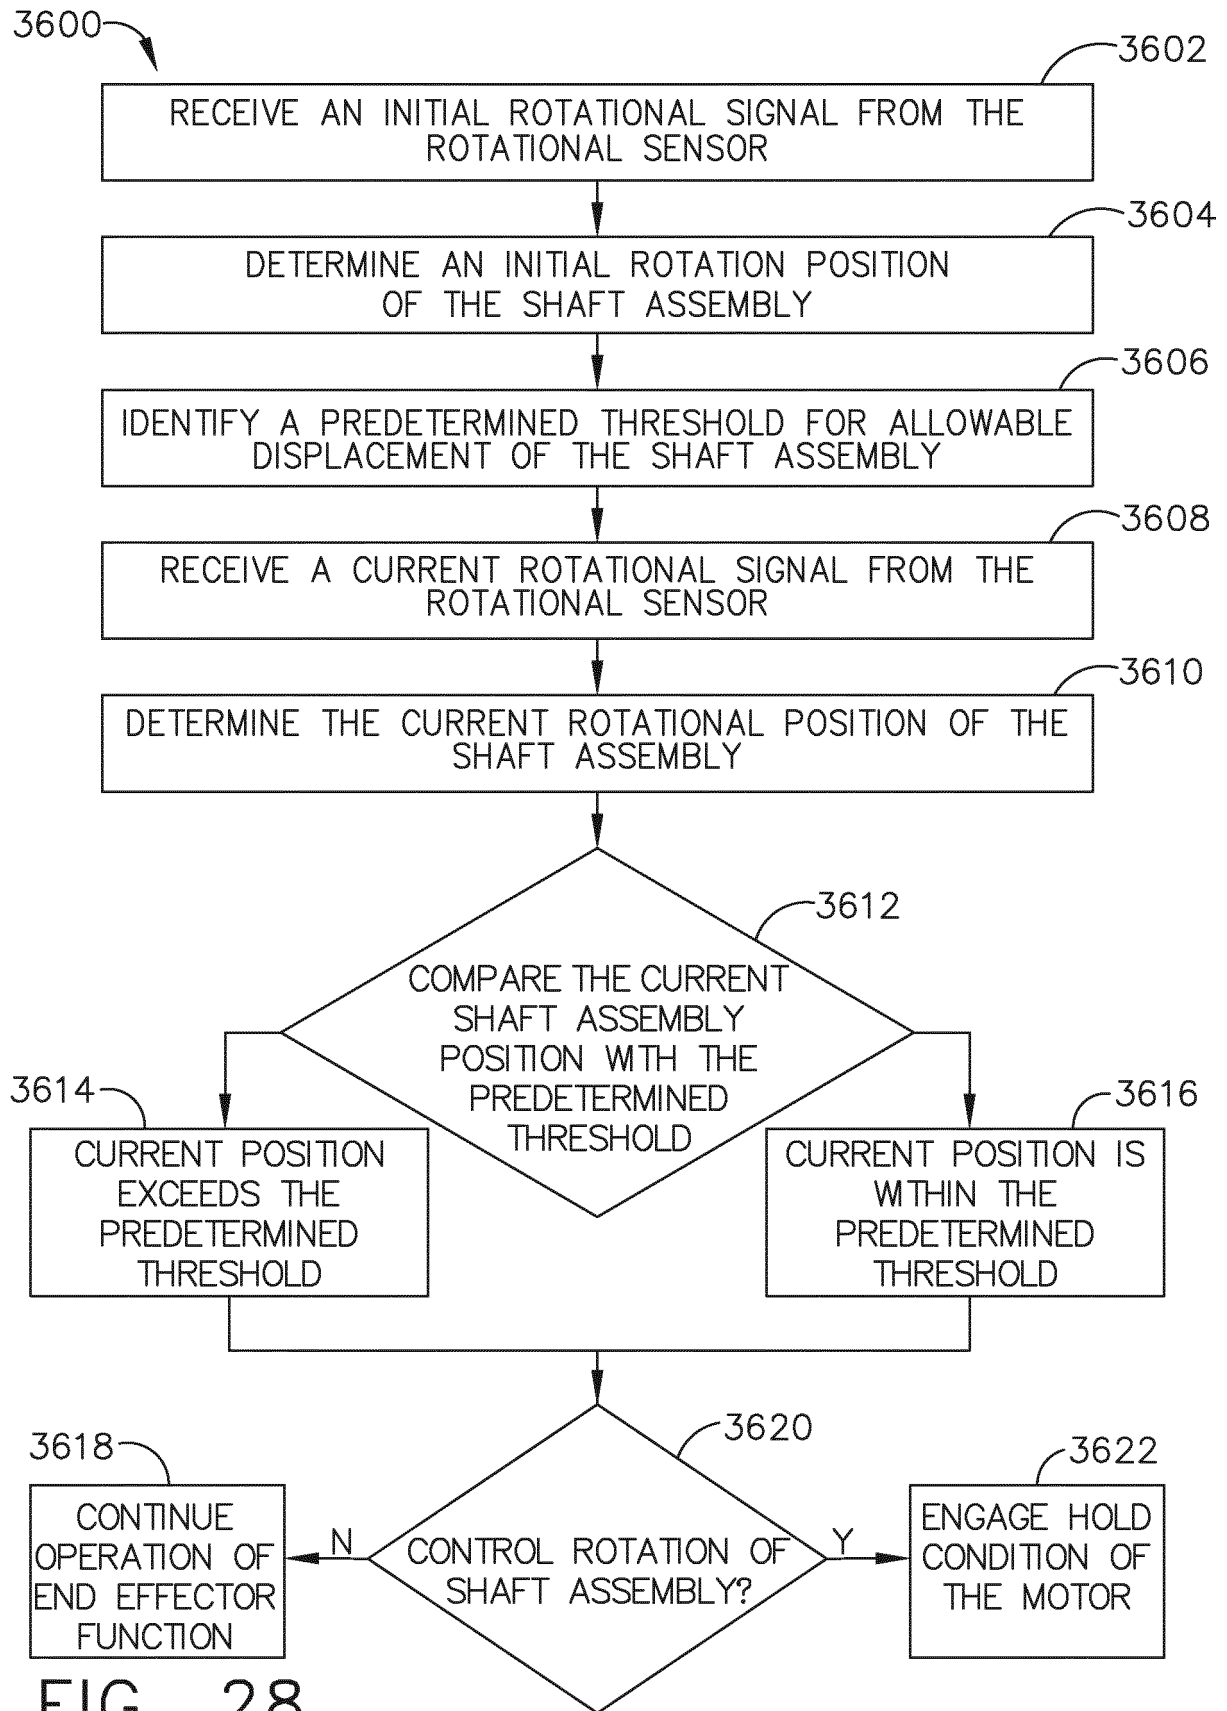 3600
3602
RECEIVE AN INITIAL ROTATIONAL SIGNAL FROM THE
ROTATIONAL SENSOR
3604
DETERMINE AN INITIAL ROTATION POSITION
OF THE SHAFT ASSEMBLY
3606
IDENTIFY A PREDETERMINED THRESHOLD FOR ALLOWABLE
DISPLACEMENT OF THE SHAFT ASSEMBLY
3608
RECEIVE A CURRENT ROTATIONAL SIGNAL FROM THE
ROTATIONAL SENSOR
3610
DETERMINE THE CURRENT ROTATIONAL POSITION OF THE
SHAFT ASSEMBLY
3612
COMPARE THE CURRENT
SHAFT ASSEMBLY
POSITION WITH THE
PREDETERMINED
THRESHOLD
3614
CURRENT POSITION
EXCEEDS THE
PREDETERMINED
THRESHOLD
3616
CURRENT POSITION IS
WITHIN THE
PREDETERMINED
THRESHOLD
3620
CONTROL ROTATION OF
SHAFT ASSEMBLY?
N
Y
3618
CONTINUE
OPERATION OF
END EFFECTOR
FUNCTION
3622
ENGAGE HOLD
CONDITION OF
THE MOTOR
FIG. 28